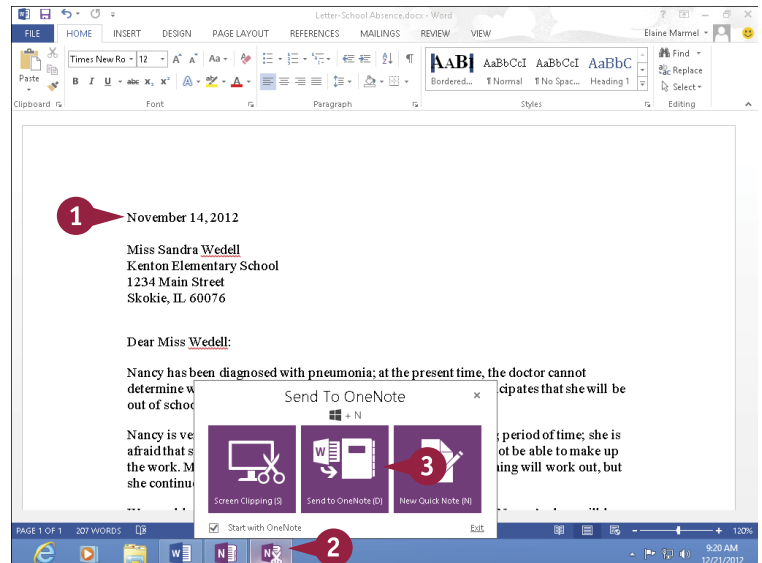 Letter-School Absence.docx - Word
FILE HOME INSERT DESIGN PAGE LAYOUT REFERENCES MAILINGS REVIEW VIEW Elaine Marmel
Paste
Times New Ro 12 A A Aa
B I U abc X₂ X² A A
AaBI AaBbCcI AaBbCcI AaBbC
Bordered... ¶ Normal ¶ No Spac... Heading 1
Find
Replace
Select
Clipboard Font Paragraph Styles Editing
1
November 14, 2012
Miss Sandra Wedell
Kenton Elementary School
1234 Main Street
Skokie, IL 60076
Dear Miss Wedell:
Nancy has been diagnosed with pneumonia; at the present time, the doctor cannot
determine w
cipates that she will be
out of schoo
Nancy is ve
; period of time; she is
afraid that s
ot be able to make up
the work. M
ning will work out, but
she continu
Send To OneNote
+ N
Screen Clipping (S) Send to OneNote (D) New Quick Note (N)
3
Start with OneNote Exit
PAGE 1 OF 1 207 WORDS 120%
2
9:20 AM
12/21/2012